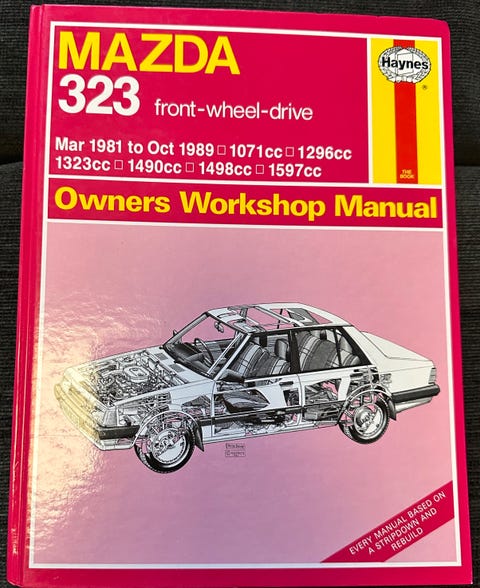 MAZDA
323 front-wheel-drive
Haynes
®
Mar 1981 to Oct 1989 □ 1071cc □ 1296cc
1323cc □ 1490cc □ 1498cc □ 1597cc
THE
BOOK
Owners Workshop Manual
EVERY MANUAL BASED ON
A STRIPDOWN AND
REBUILD